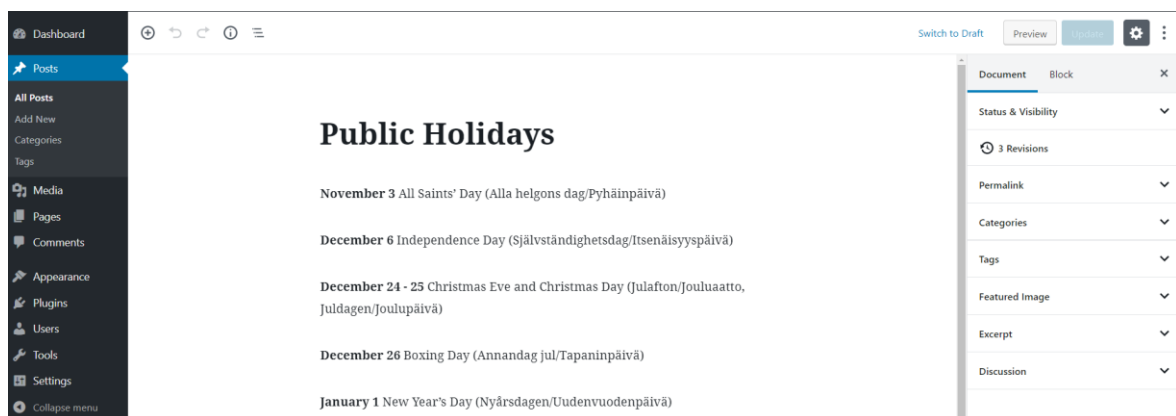 Dashboard
Posts
All Posts
Add New
Categories
Tags
Media
Pages
Comments
Appearance
Plugins
Users
Tools
Settings
Collapse menu
Switch to Draft
Preview
Update
Public Holidays
November 3 All Saints’ Day (Alla helgons dag/Pyhäinpäivä)
December 6 Independence Day (Självständighetsdag/Itsenäisyyspäivä)
December 24 - 25 Christmas Eve and Christmas Day (Julafton/Jouluaatto,
Juldagen/Joulupäivä)
December 26 Boxing Day (Annandag jul/Tapaninpäivä)
January 1 New Year’s Day (Nyårsdagen/Uudenvuodenpäivä)
Document Block
Status & Visibility
3 Revisions
Permalink
Categories
Tags
Featured Image
Excerpt
Discussion